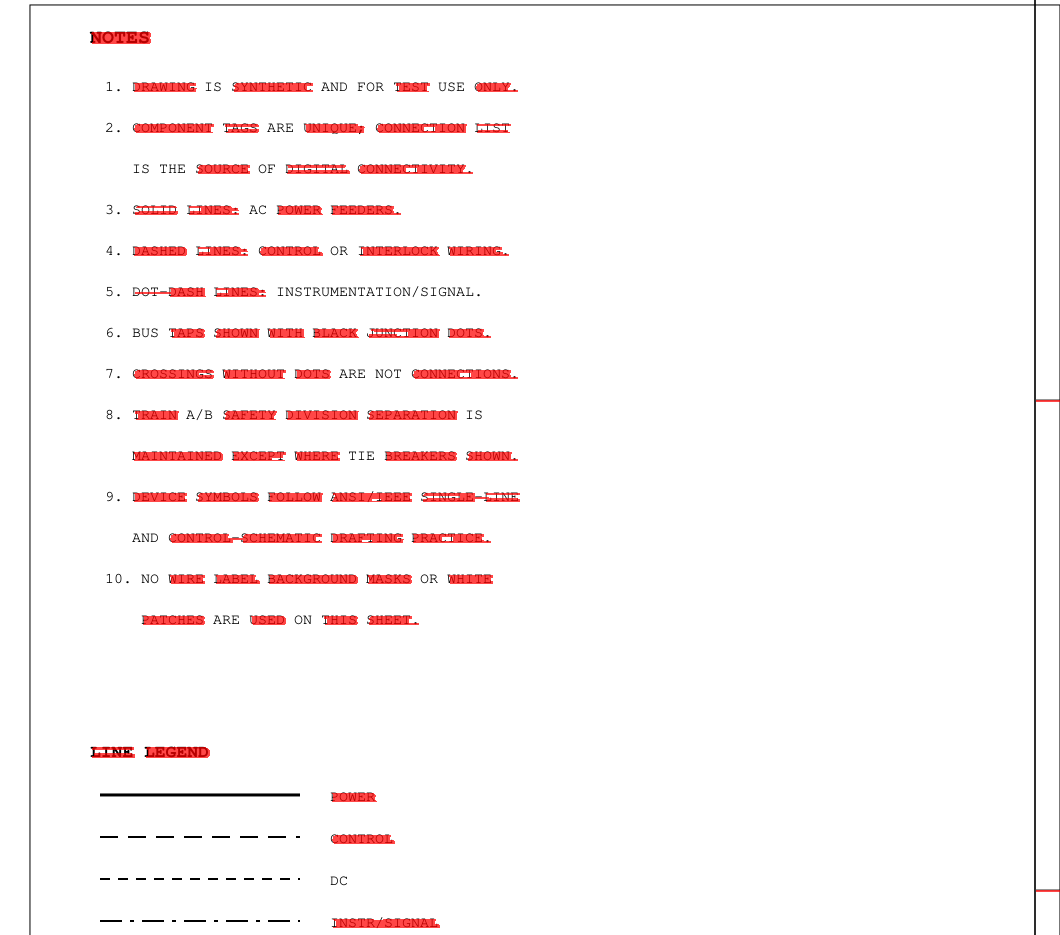 NOTES
1. DRAWING IS SYNTHETIC AND FOR TEST USE ONLY.
2. COMPONENT TAGS ARE UNIQUE; CONNECTION LIST
IS THE SOURCE OF DIGITAL CONNECTIVITY.
3. SOLID LINES: AC POWER FEEDERS.
4. DASHED LINES: CONTROL OR INTERLOCK WIRING.
5. DOT-DASH LINES: INSTRUMENTATION/SIGNAL.
6. BUS TAPS SHOWN WITH BLACK JUNCTION DOTS.
7. CROSSINGS WITHOUT DOTS ARE NOT CONNECTIONS.
8. TRAIN A/B SAFETY DIVISION SEPARATION IS
MAINTAINED EXCEPT WHERE TIE BREAKERS SHOWN.
9. DEVICE SYMBOLS FOLLOW ANSI/IEEE SINGLE-LINE
AND CONTROL-SCHEMATIC DRAFTING PRACTICE.
10. NO WIRE LABEL BACKGROUND MASKS OR WHITE
PATCHES ARE USED ON THIS SHEET.
LINE LEGEND
POWER
CONTROL
DC
INSTR/SIGNAL